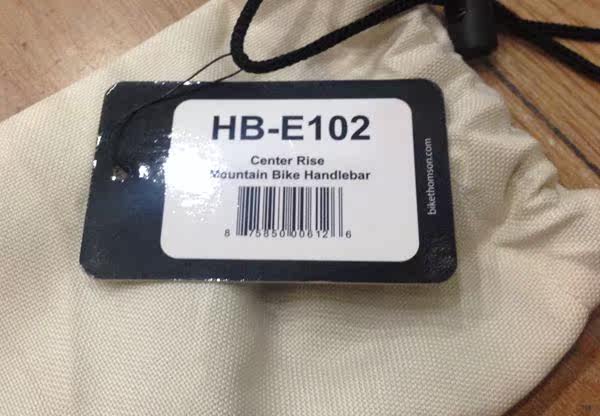 HB-E102
Center Rise
Mountain Bike Handlebar
8 75850 00612 6
bikethomson.com